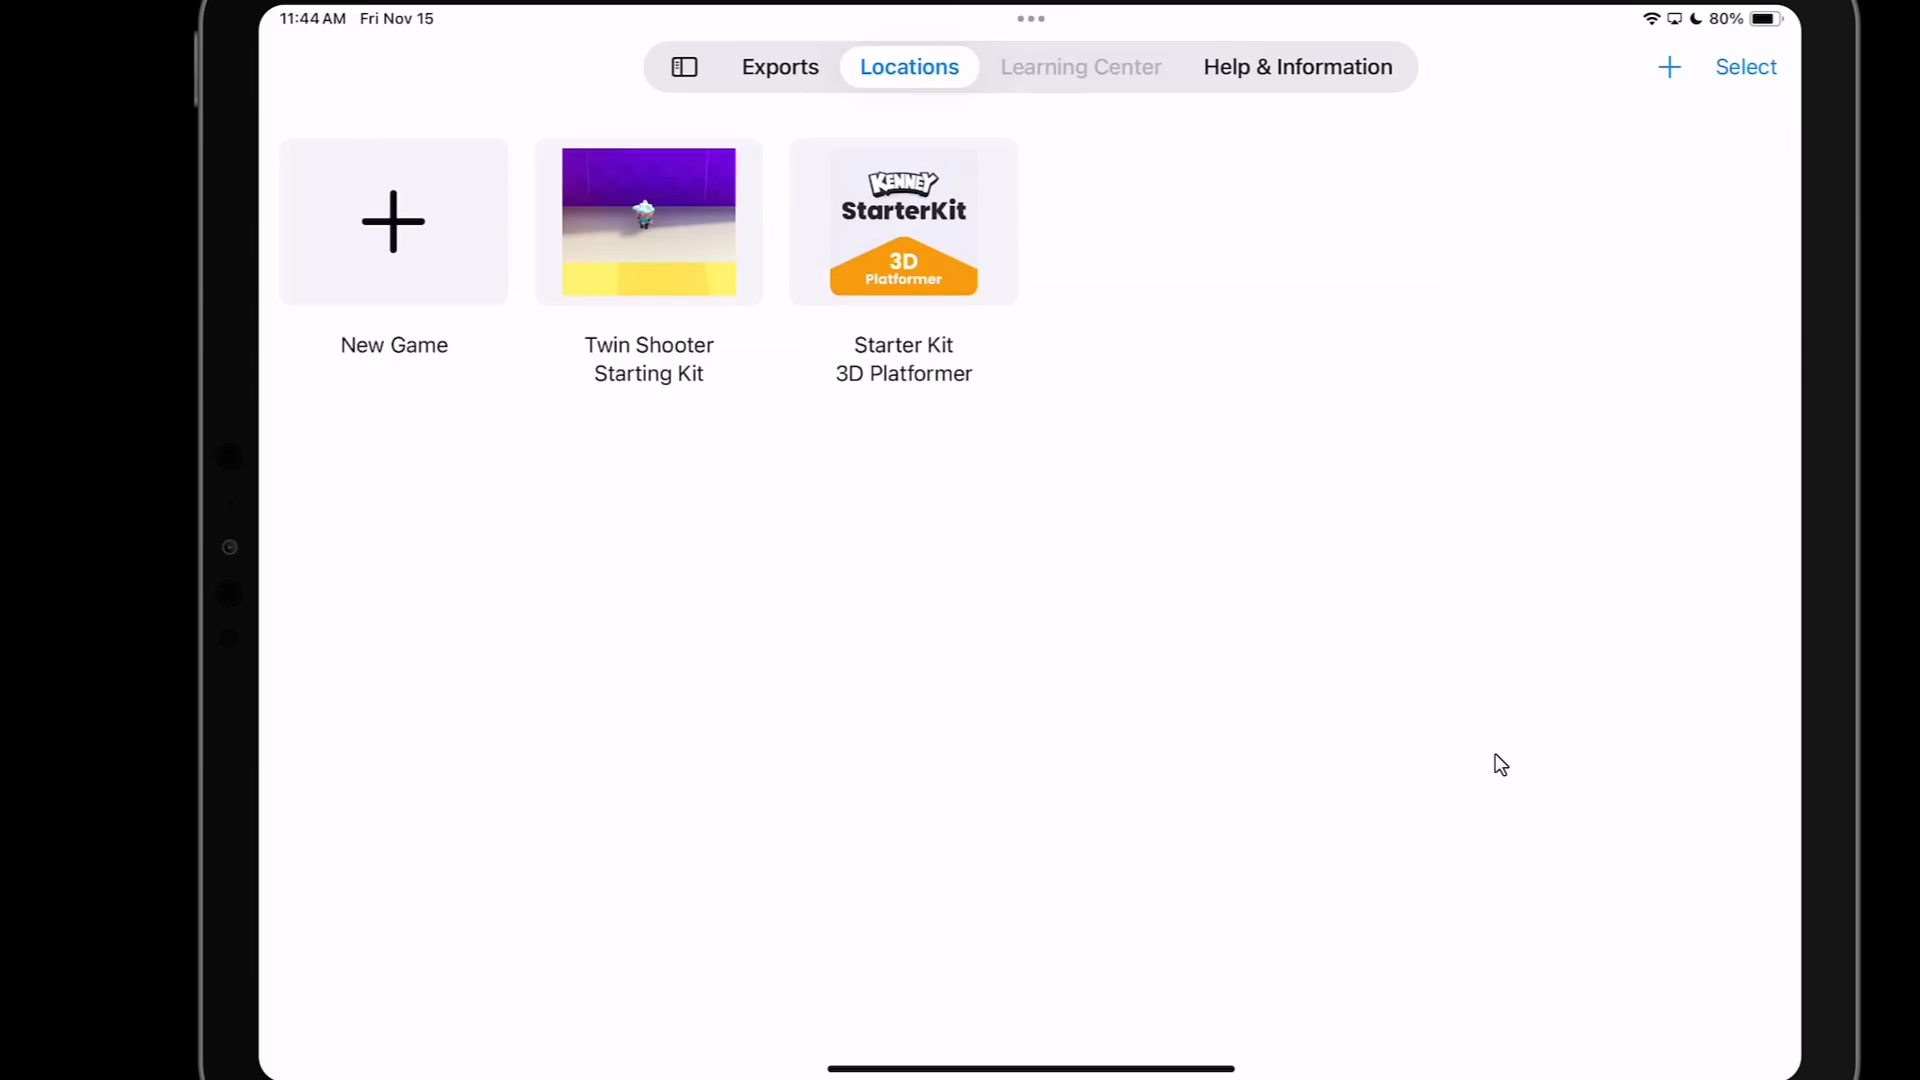 11:44 AM Fri Nov 15
80%
Exports Locations Learning Center Help & Information
Select
KENNEY
StarterKit
3D
Platformer
New Game
Twin Shooter
Starting Kit
Starter Kit
3D Platformer